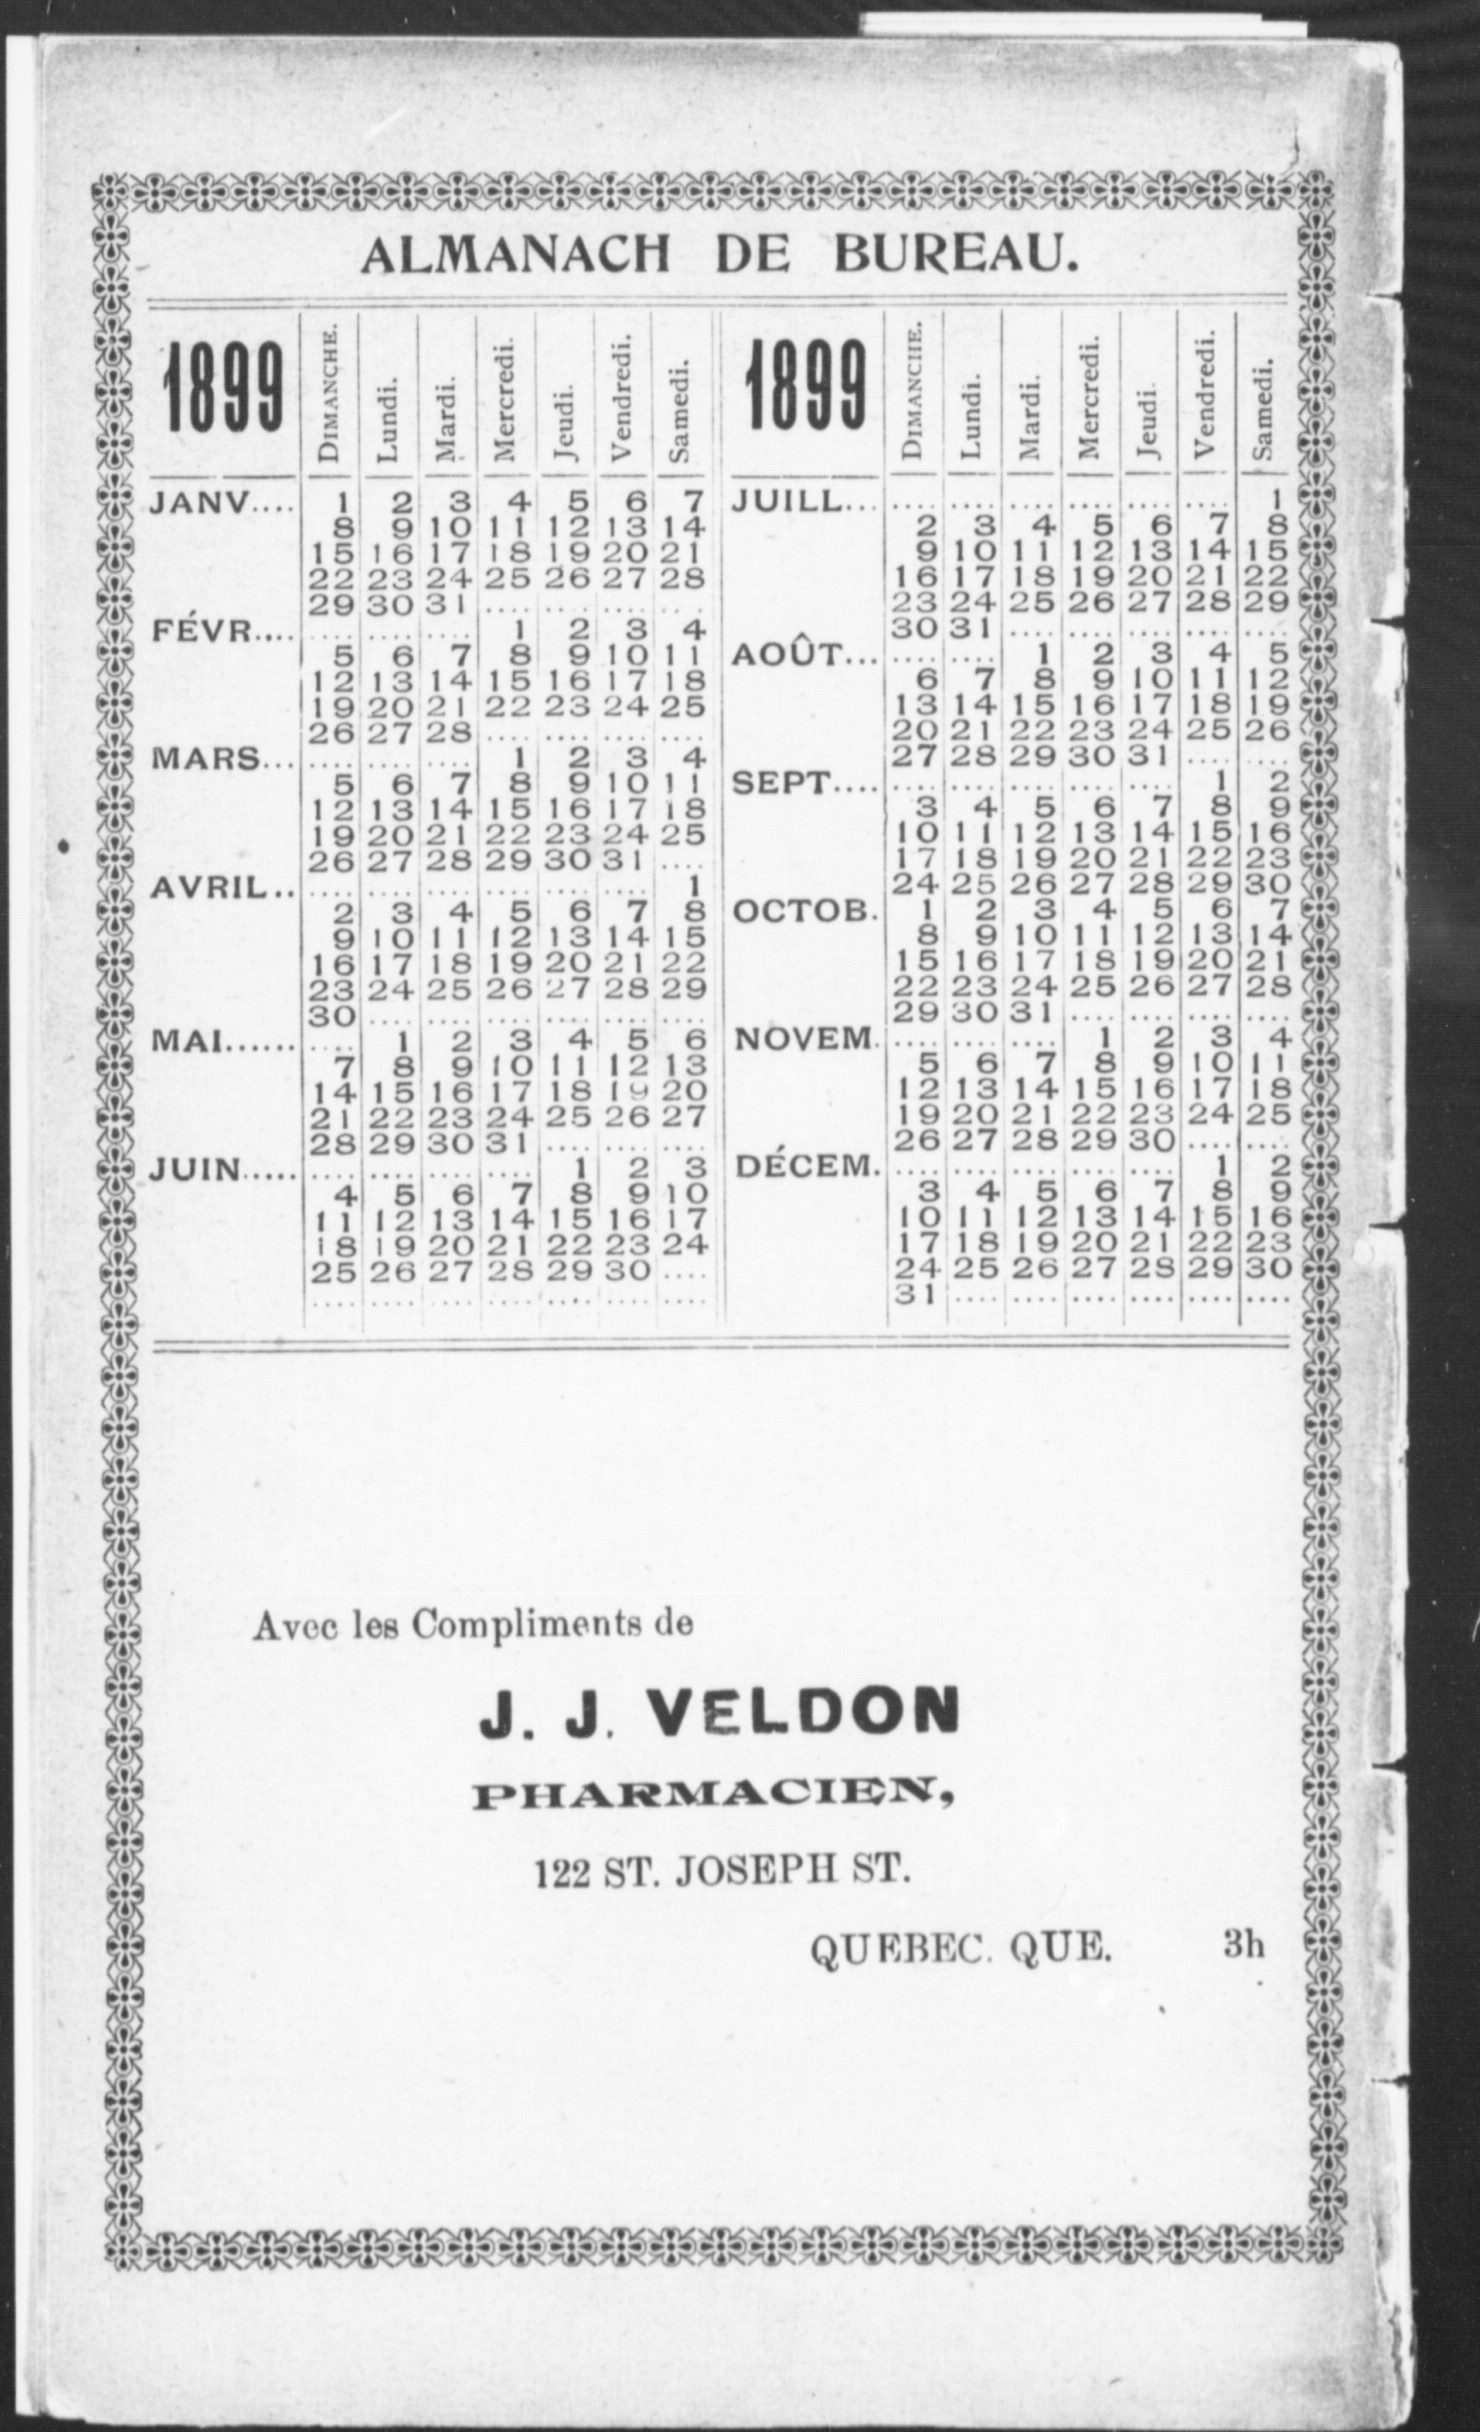 ALMANACH DE BUREAU.
1899 DIMANCHE. Lundi. Mardi. Mercredi. Jeudi. Vendredi. Samedi.
JANV.... 1 2 3 4 5 6 7
8 9 10 11 12 13 14
15 16 17 18 19 20 21
22 23 24 25 26 27 28
29 30 31 .... .... .... ....
FÉVR.... .... .... .... 1 2 3 4
5 6 7 8 9 10 11
12 13 14 15 16 17 18
19 20 21 22 23 24 25
26 27 28 .... .... .... ....
MARS... .... .... .... 1 2 3 4
5 6 7 8 9 10 11
12 13 14 15 16 17 18
19 20 21 22 23 24 25
26 27 28 29 30 31 ....
AVRIL.. .... .... .... .... .... .... 1
2 3 4 5 6 7 8
9 10 11 12 13 14 15
16 17 18 19 20 21 22
23 24 25 26 27 28 29
30 .... .... .... .... .... ....
MAI...... .... 1 2 3 4 5 6
7 8 9 10 11 12 13
14 15 16 17 18 19 20
21 22 23 24 25 26 27
28 29 30 31 .... .... ....
JUIN..... .... .... .... .... 1 2 3
4 5 6 7 8 9 10
11 12 13 14 15 16 17
18 19 20 21 22 23 24
25 26 27 28 29 30 ....
.... .... .... .... .... .... ....
1899 DIMANCHE. Lundi. Mardi. Mercredi. Jeudi. Vendredi. Samedi.
JUILL... .... .... .... .... .... .... 1
2 3 4 5 6 7 8
9 10 11 12 13 14 15
16 17 18 19 20 21 22
23 24 25 26 27 28 29
30 31 .... .... .... .... ....
AOÛT... .... .... 1 2 3 4 5
6 7 8 9 10 11 12
13 14 15 16 17 18 19
20 21 22 23 24 25 26
27 28 29 30 31 .... ....
SEPT.... .... .... .... .... .... 1 2
3 4 5 6 7 8 9
10 11 12 13 14 15 16
17 18 19 20 21 22 23
24 25 26 27 28 29 30
OCTOB. 1 2 3 4 5 6 7
8 9 10 11 12 13 14
15 16 17 18 19 20 21
22 23 24 25 26 27 28
29 30 31 .... .... .... ....
NOVEM. .... .... .... 1 2 3 4
5 6 7 8 9 10 11
12 13 14 15 16 17 18
19 20 21 22 23 24 25
26 27 28 29 30 .... ....
DÉCEM. .... .... .... .... .... 1 2
3 4 5 6 7 8 9
10 11 12 13 14 15 16
17 18 19 20 21 22 23
24 25 26 27 28 29 30
31 .... .... .... .... .... ....
Avec les Compliments de
J. J. VELDON
PHARMACIEN,
122 ST. JOSEPH ST.
QUEBEC. QUE. 3h